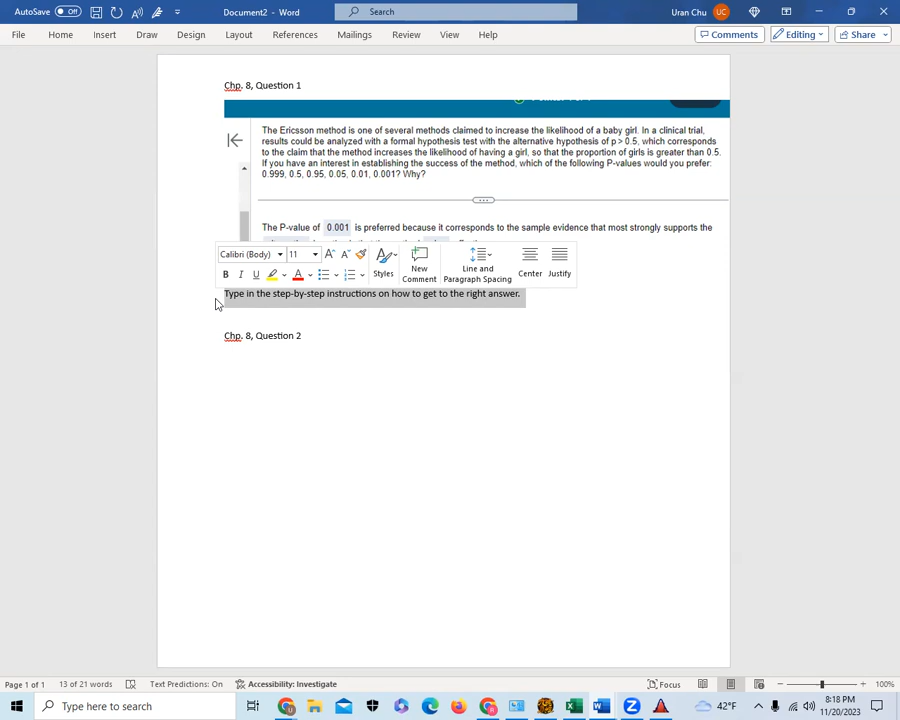 AutoSave Off Document2 - Word Search Uran Chu UC
File Home Insert Draw Design Layout References Mailings Review View Help Comments Editing Share
Chp. 8, Question 1
The Ericsson method is one of several methods claimed to increase the likelihood of a baby girl. In a clinical trial,
results could be analyzed with a formal hypothesis test with the alternative hypothesis of p > 0.5, which corresponds
to the claim that the method increases the likelihood of having a girl, so that the proportion of girls is greater than 0.5.
If you have an interest in establishing the success of the method, which of the following P-values would you prefer:
0.999, 0.5, 0.95, 0.05, 0.01, 0.001? Why?
The P-value of 0.001 is preferred because it corresponds to the sample evidence that most strongly supports the
Calibri (Body) 11 A A Styles New Comment Line and Paragraph Spacing Center Justify
B I U A
Type in the step-by-step instructions on how to get to the right answer.
Chp. 8, Question 2
Page 1 of 1 13 of 21 words Text Predictions: On Accessibility: Investigate Focus 100%
Type here to search 42°F 8:18 PM
11/20/2023